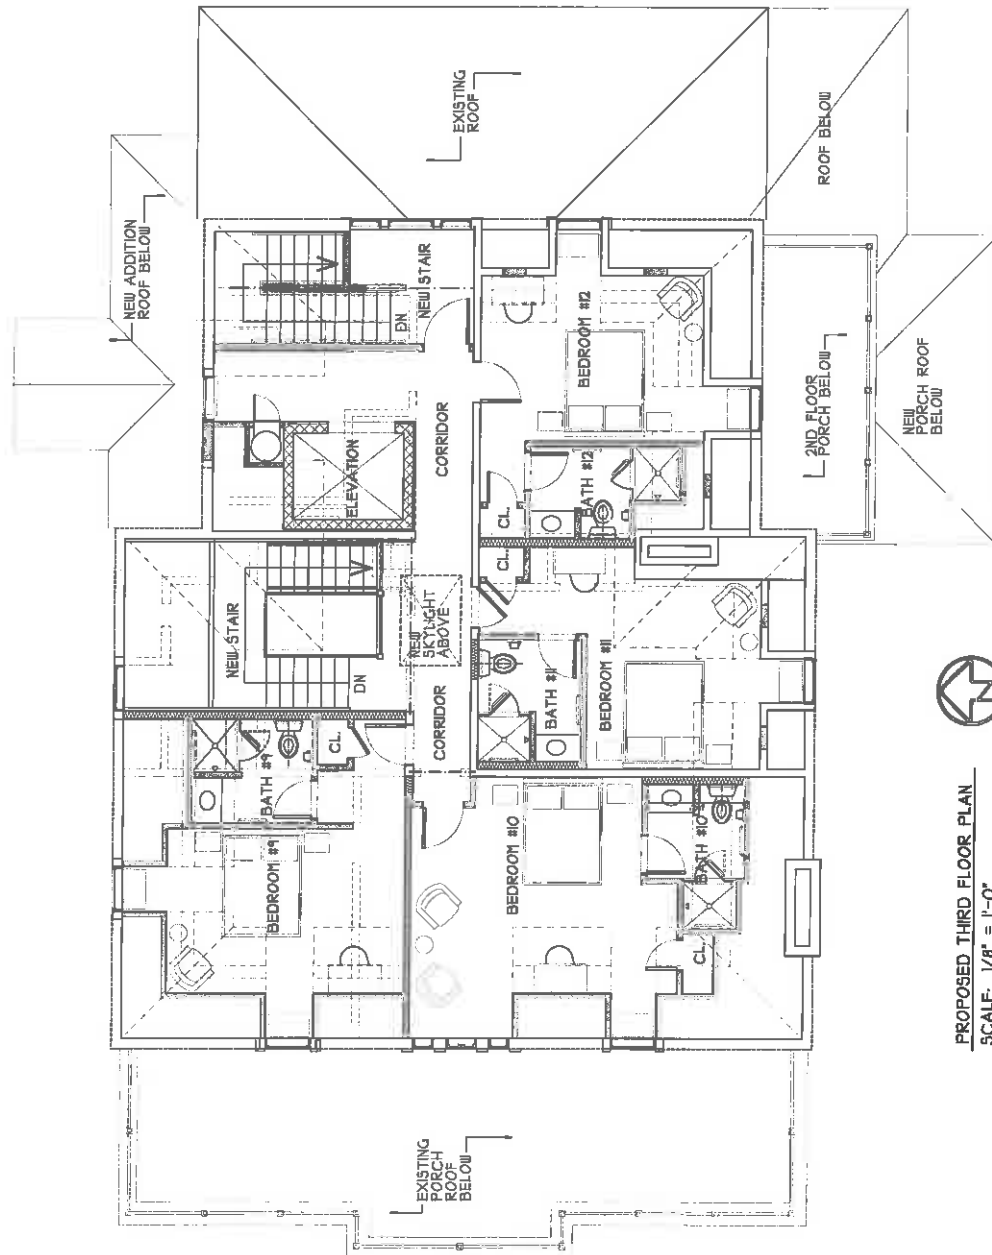 NEW ADDITION
ROOF BELOW
NEW STAIR
DN
BATH #9
CL.
BEDROOM #9
ELEVATION
NEW STAIR
DN
NEW
SKYLIGHT
ABOVE
CORRIDOR
CORRIDOR
EXISTING
ROOF
EXISTING
PORCH
ROOF
BELOW
BEDROOM #10
CL.
CL.
BATH #11
BATH #12
BEDROOM #12
BEDROOM #11
BATH #10
CL.
2ND FLOOR
PORCH BELOW
ROOF BELOW
NEW
PORCH ROOF
BELOW
N
PROPOSED THIRD FLOOR PLAN
SCALE: 1/8" = 1'-0"